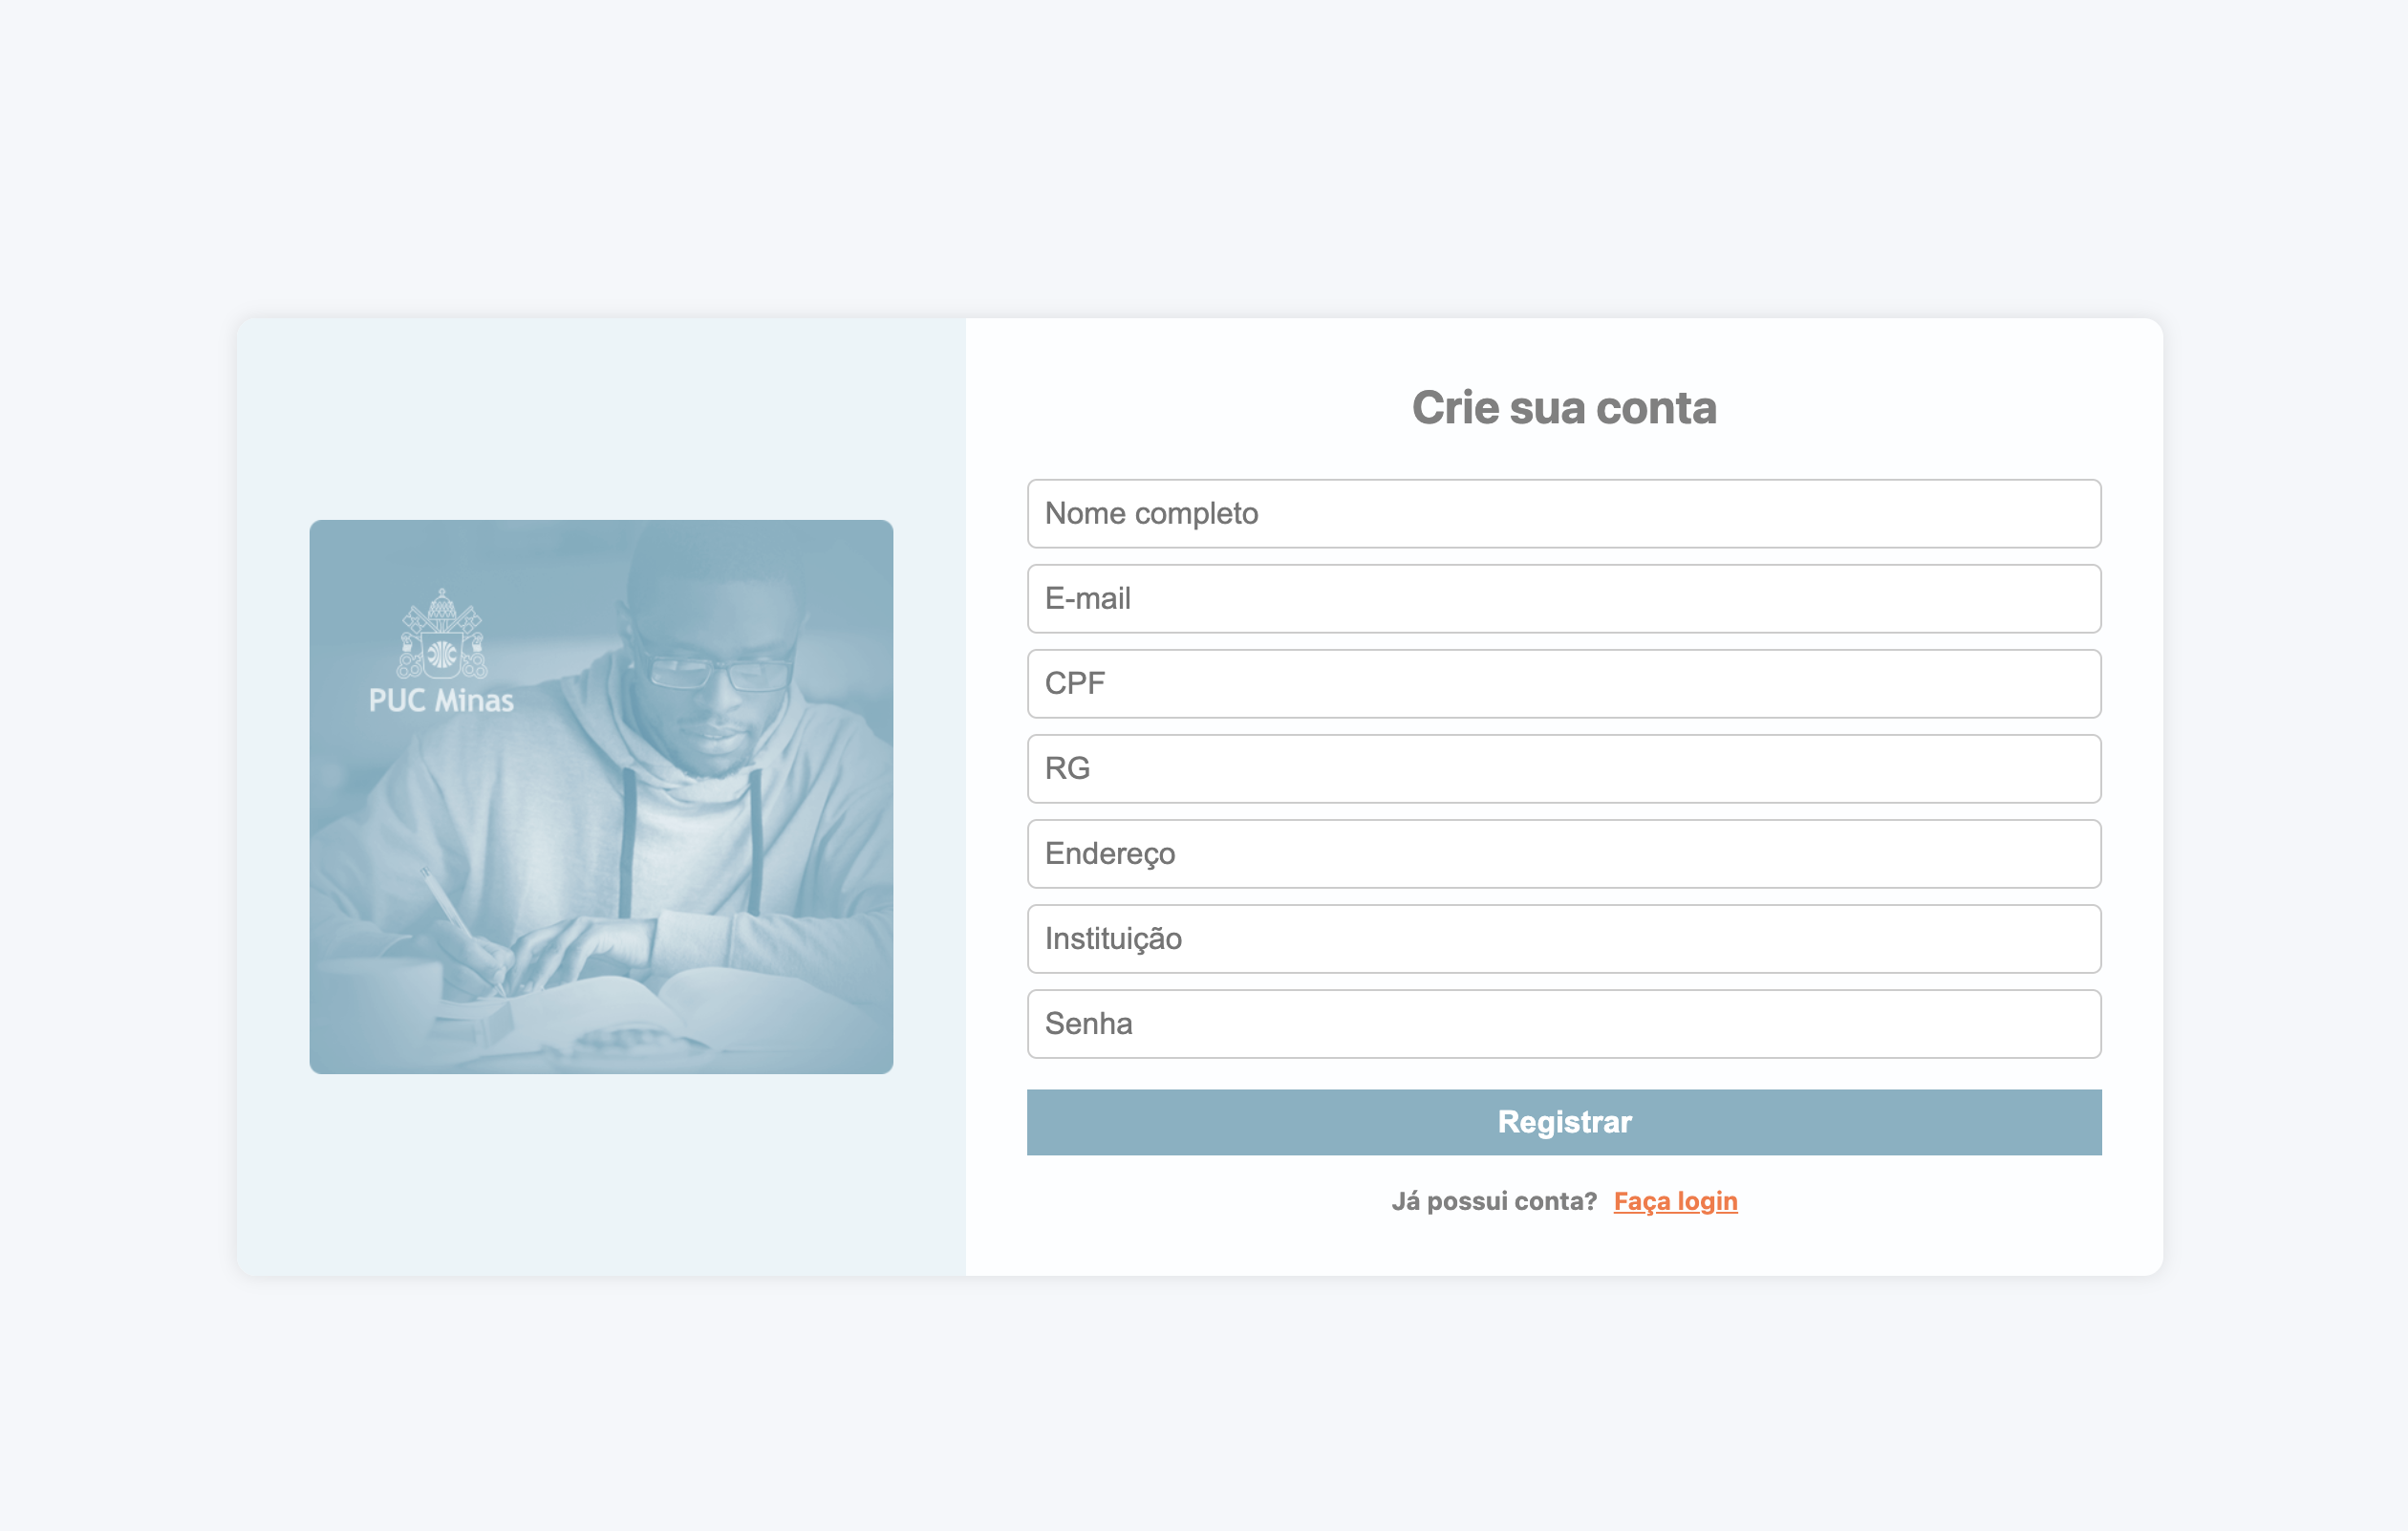 PUC Minas
Crie sua conta
Nome completo
E-mail
CPF
RG
Endereço
Instituição
Senha
Registrar
Já possui conta? Faça login